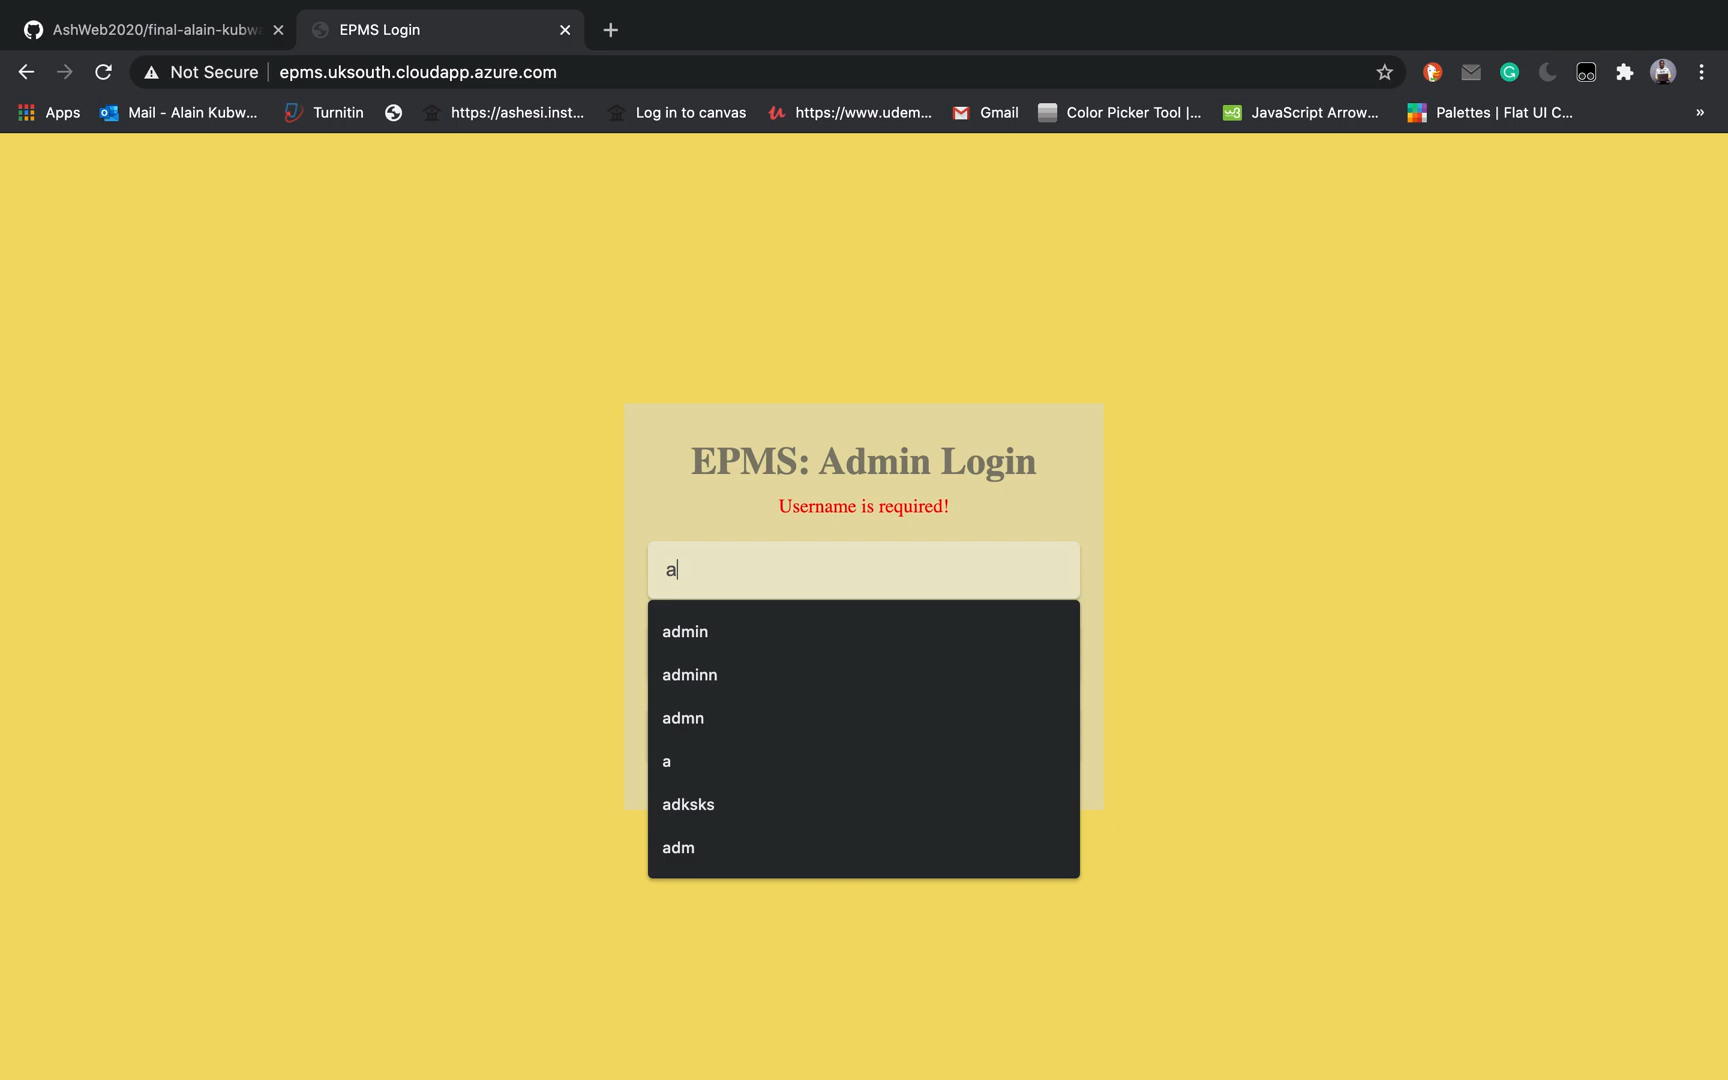 AshWeb2020/final-alain-kubwa
EPMS Login
Not Secure
epms.uksouth.cloudapp.azure.com
Apps
Mail - Alain Kubw...
Turnitin
https://ashesi.inst...
Log in to canvas
https://www.udem...
Gmail
Color Picker Tool |...
JavaScript Arrow...
Palettes | Flat UI C...
»
EPMS: Admin Login
Username is required!
a
admin
adminn
admn
a
adksks
adm